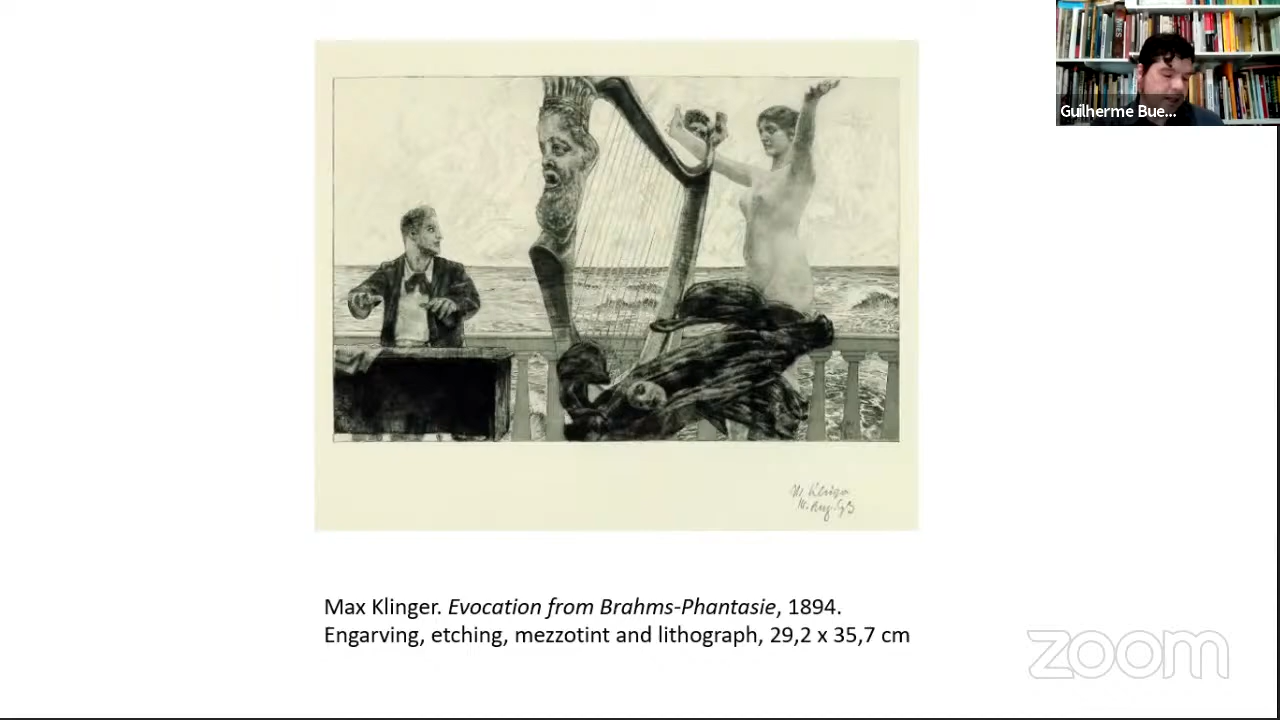 Guilherme Bue...
Max Klinger. Evocation from Brahms-Phantasie, 1894.
Engarving, etching, mezzotint and lithograph, 29,2 x 35,7 cm
zoom